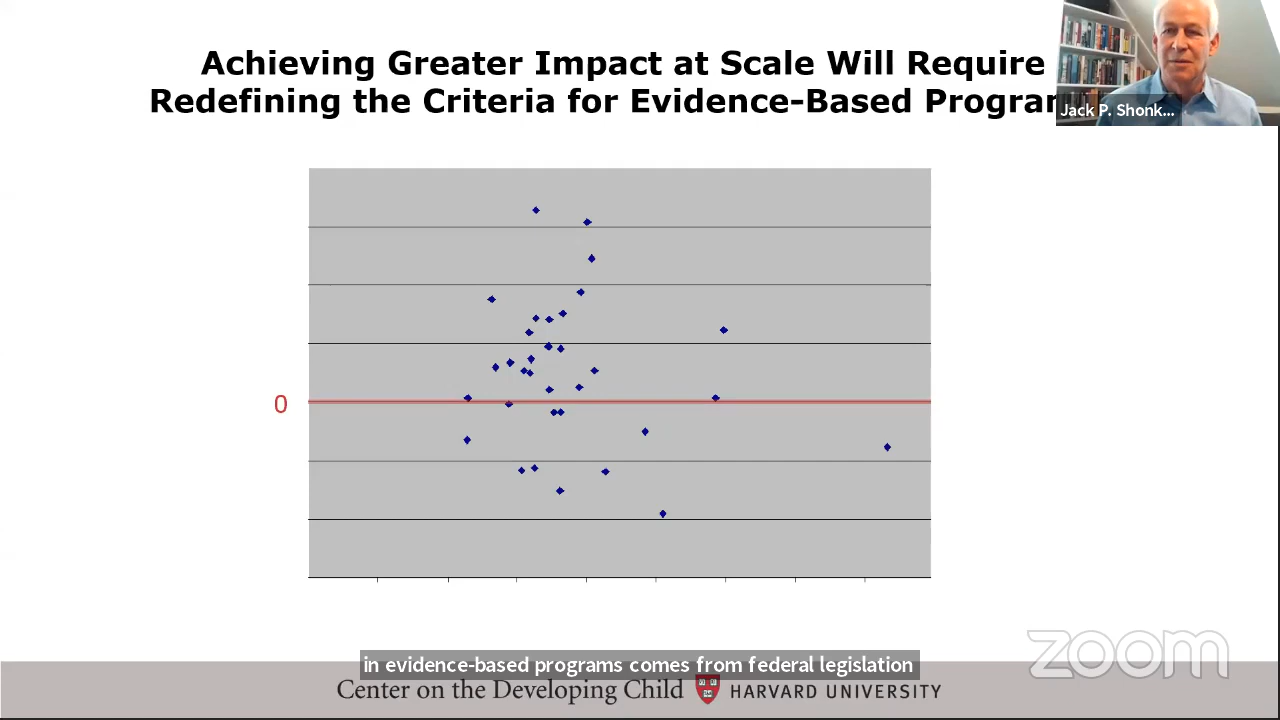 Achieving Greater Impact at Scale Will Require
Redefining the Criteria for Evidence-Based
Jack P. Shonk...
0
in evidence-based programs comes from federal legislation
Center on the Developing Child HARVARD UNIVERSITY
zoom